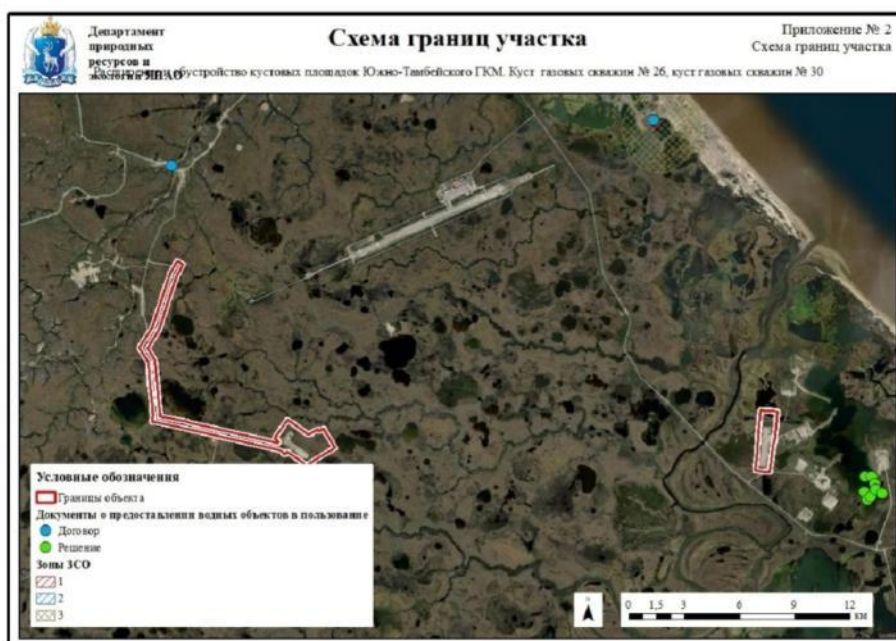 Департамент
природных
ресурсов и
экологии ЯНАО
Схема границ участка
Приложение № 2
Схема границ участка
обустройство кустовых площадок Южно-Тамбейского ГКМ. Куст газовых скважин № 26, куст газовых скважин № 30
Условные обозначения
Границы объекта
Документы о предоставлении водных объектов в пользование
Договор
Решение
Зоны ЗСО
1
2
3
N
0 1,5 3 6 9 12
км